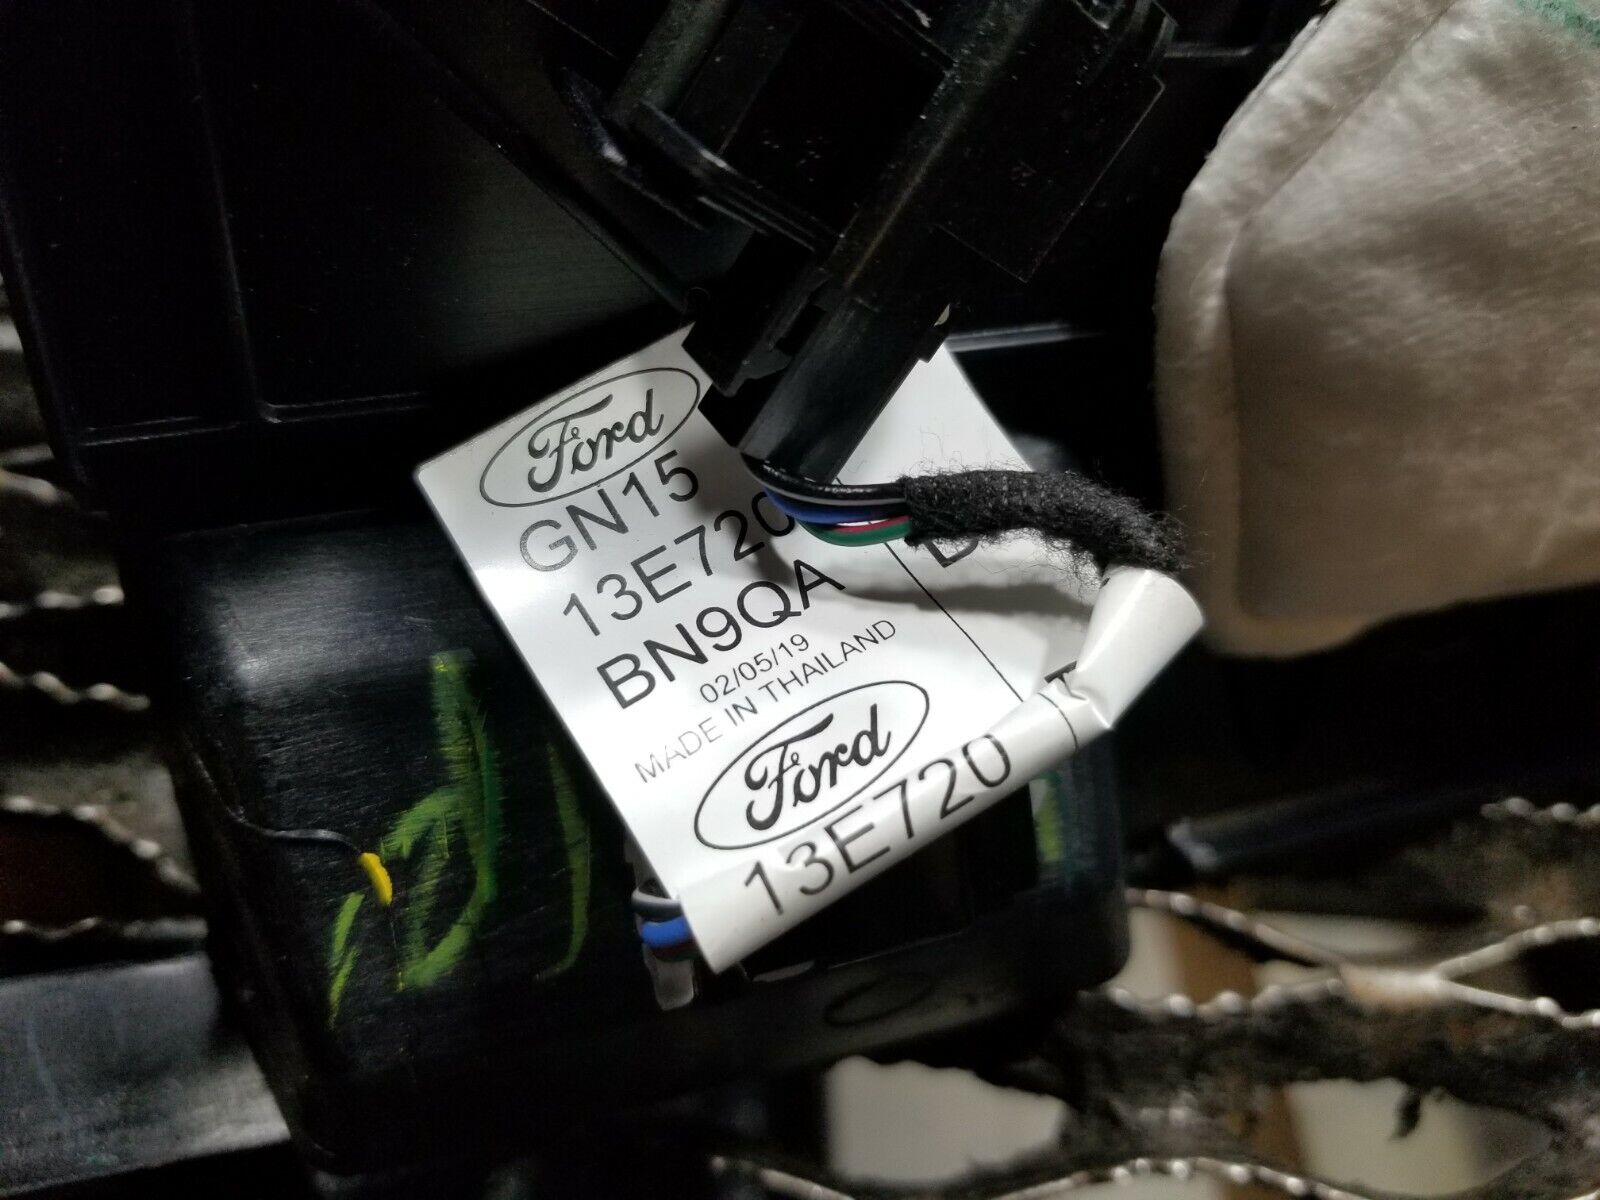 Ford
GN15
13E720
BN9QA
02/05/19
MADE IN THAILAND
Ford
13E720